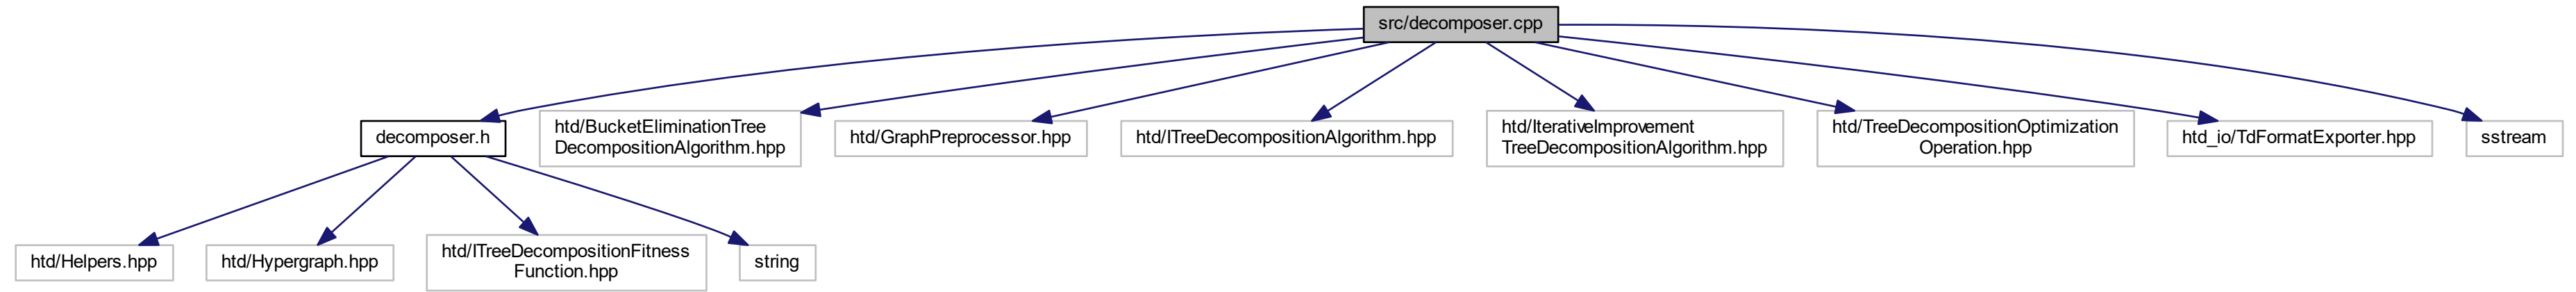 src/decomposer.cpp
decomposer.h
htd/BucketEliminationTree
DecompositionAlgorithm.hpp
htd/GraphPreprocessor.hpp
htd/ITreeDecompositionAlgorithm.hpp
htd/IterativeImprovement
TreeDecompositionAlgorithm.hpp
htd/TreeDecompositionOptimization
Operation.hpp
htd_io/TdFormatExporter.hpp
sstream
htd/Helpers.hpp
htd/Hypergraph.hpp
htd/ITreeDecompositionFitness
Function.hpp
string